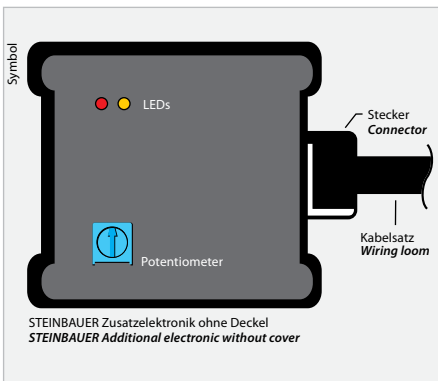 Symbol
LEDs
Stecker
Connector
Potentiometer
Kabelsatz
Wiring loom
STEINBAUER Zusatzelektronik ohne Deckel
STEINBAUER Additional electronic without cover